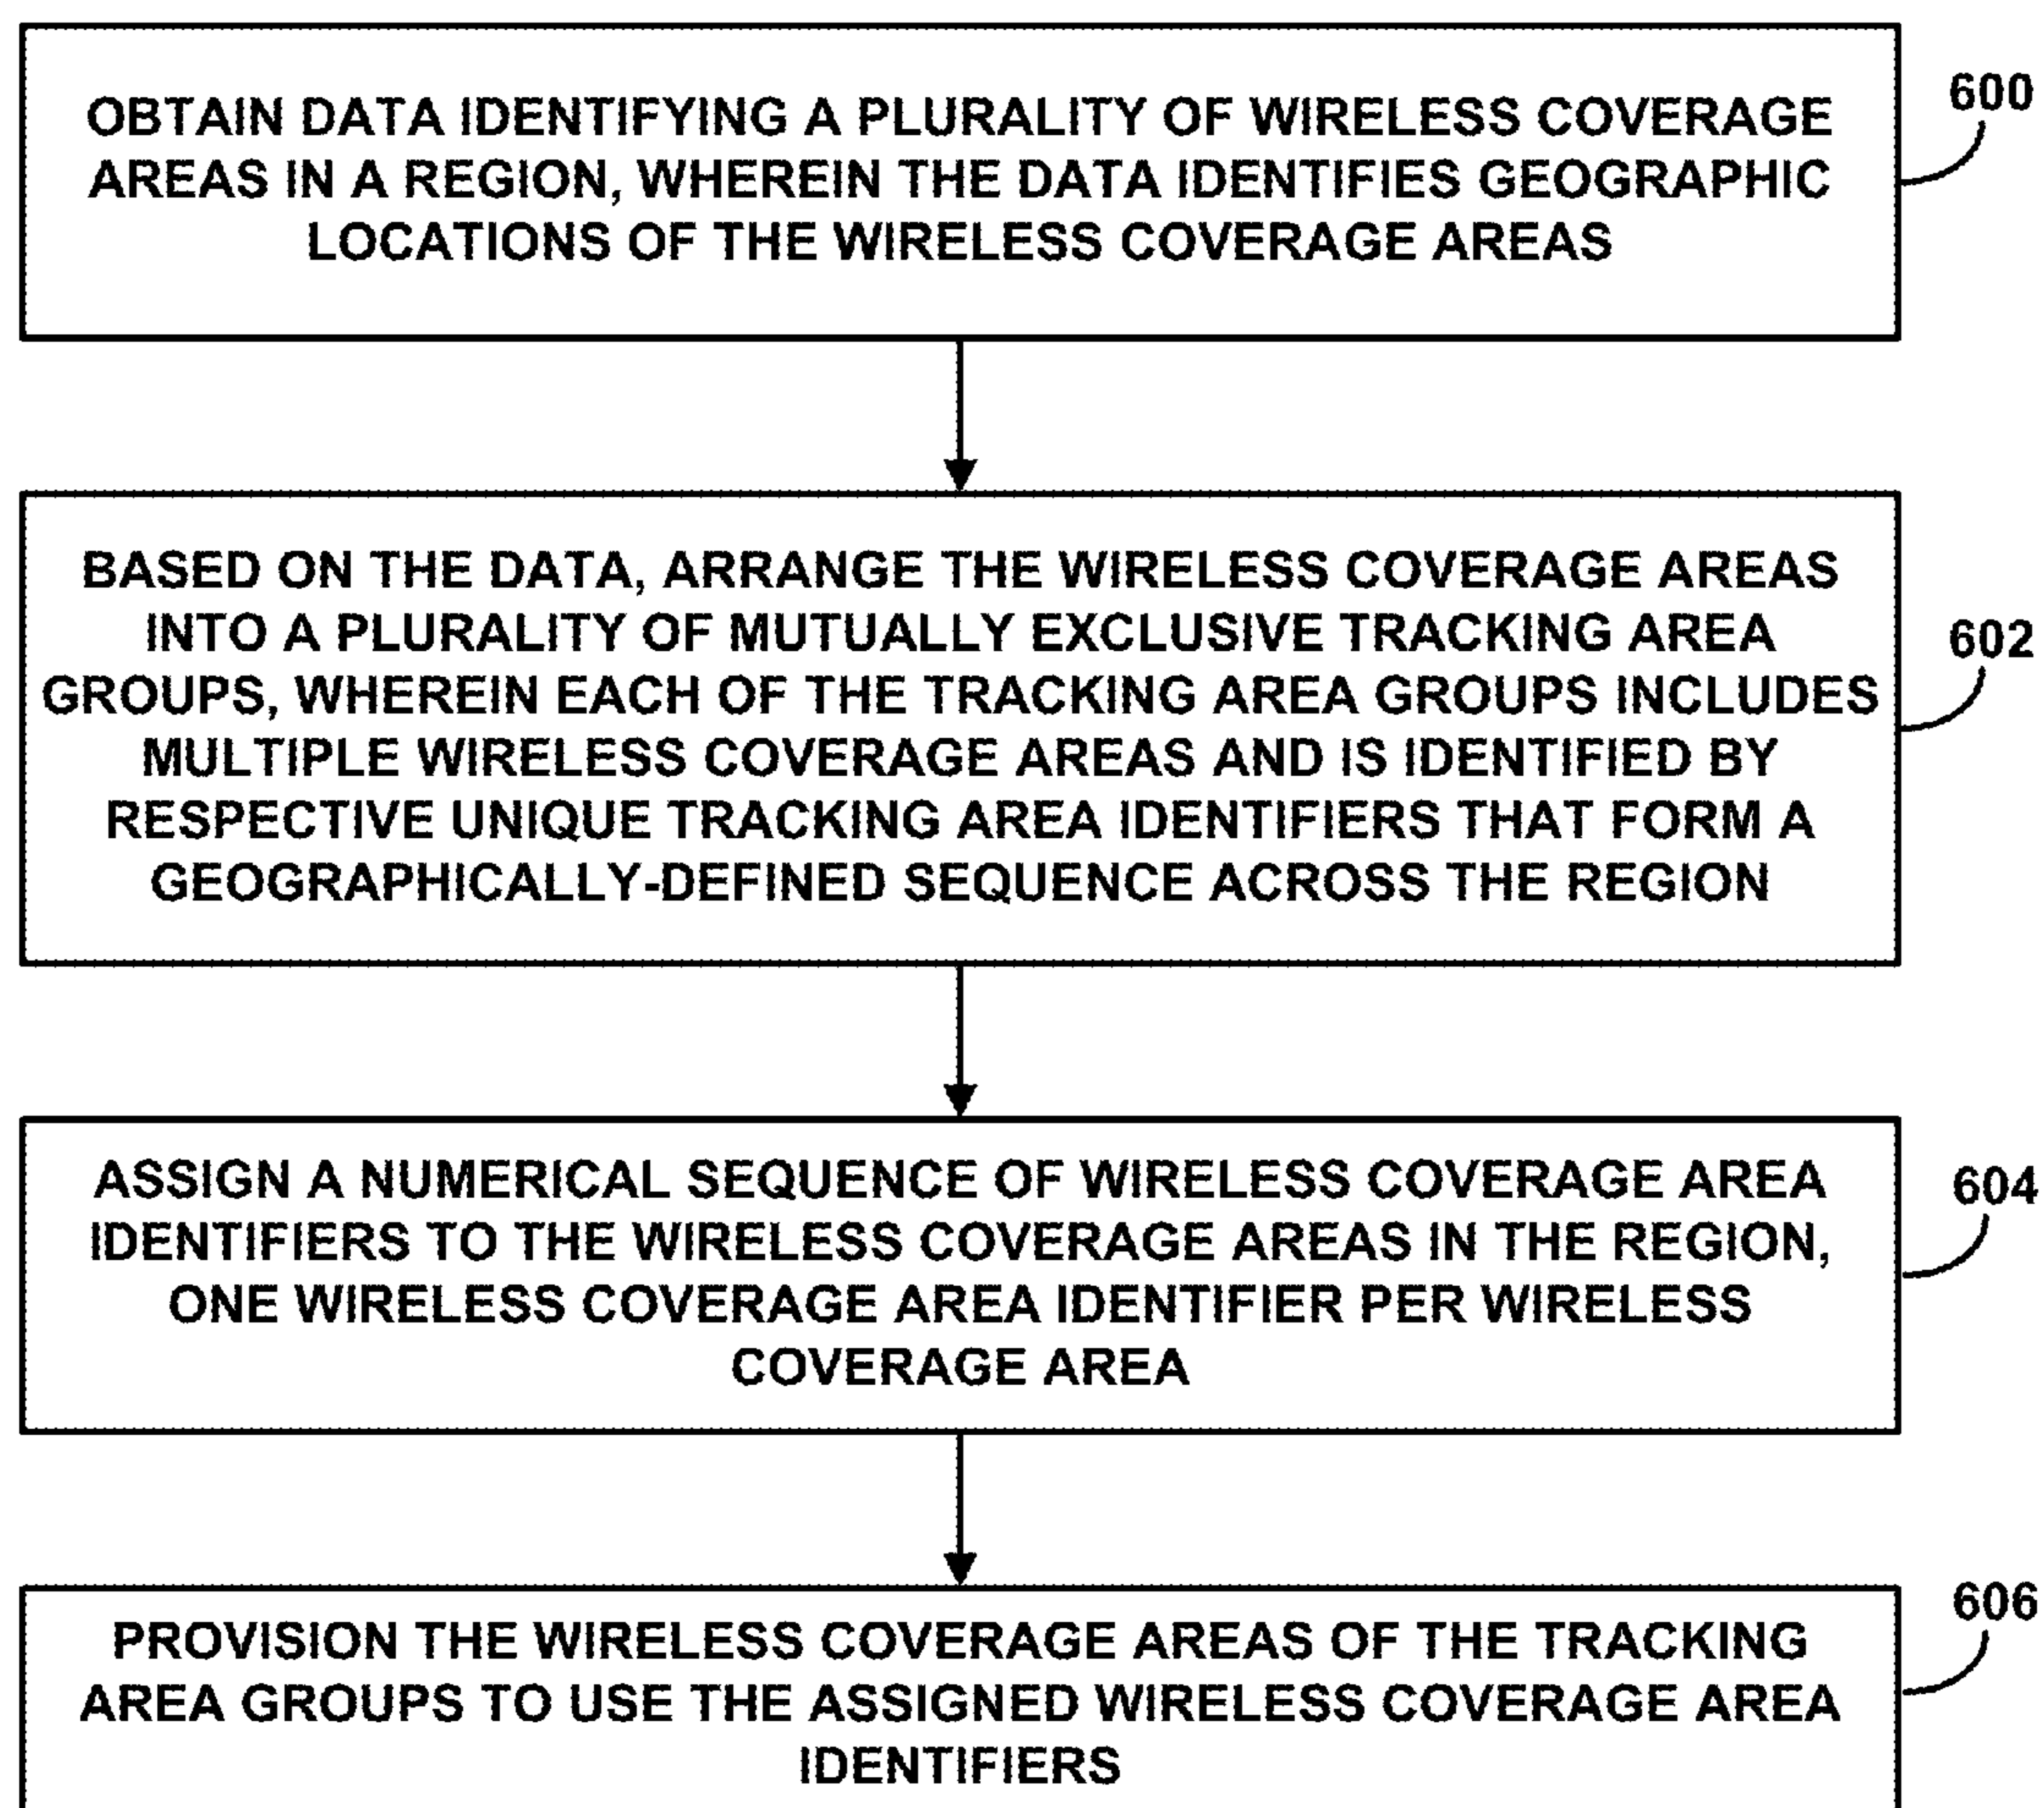 OBTAIN DATA IDENTIFYING A PLURALITY OF WIRELESS COVERAGE
AREAS IN A REGION, WHEREIN THE DATA IDENTIFIES GEOGRAPHIC
LOCATIONS OF THE WIRELESS COVERAGE AREAS
600
BASED ON THE DATA, ARRANGE THE WIRELESS COVERAGE AREAS
INTO A PLURALITY OF MUTUALLY EXCLUSIVE TRACKING AREA
GROUPS, WHEREIN EACH OF THE TRACKING AREA GROUPS INCLUDES
MULTIPLE WIRELESS COVERAGE AREAS AND IS IDENTIFIED BY
RESPECTIVE UNIQUE TRACKING AREA IDENTIFIERS THAT FORM A
GEOGRAPHICALLY-DEFINED SEQUENCE ACROSS THE REGION
602
ASSIGN A NUMERICAL SEQUENCE OF WIRELESS COVERAGE AREA
IDENTIFIERS TO THE WIRELESS COVERAGE AREAS IN THE REGION,
ONE WIRELESS COVERAGE AREA IDENTIFIER PER WIRELESS
COVERAGE AREA
604
PROVISION THE WIRELESS COVERAGE AREAS OF THE TRACKING
AREA GROUPS TO USE THE ASSIGNED WIRELESS COVERAGE AREA
IDENTIFIERS
606